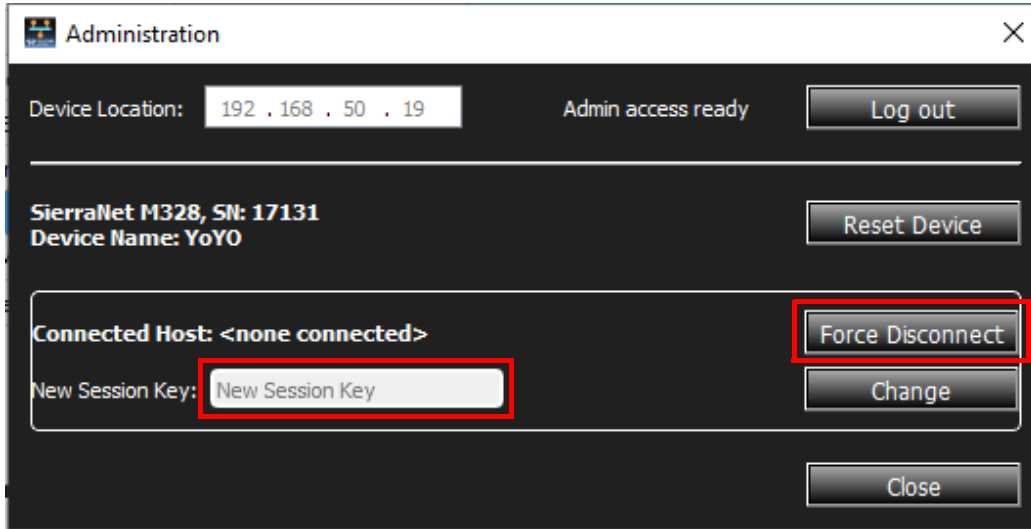 Administration
Device Location: 192 . 168 . 50 . 19 Admin access ready Log out
SierraNet M328, SN: 17131
Device Name: YoYO
Reset Device
Connected Host: <none connected> Force Disconnect
New Session Key: New Session Key Change
Close